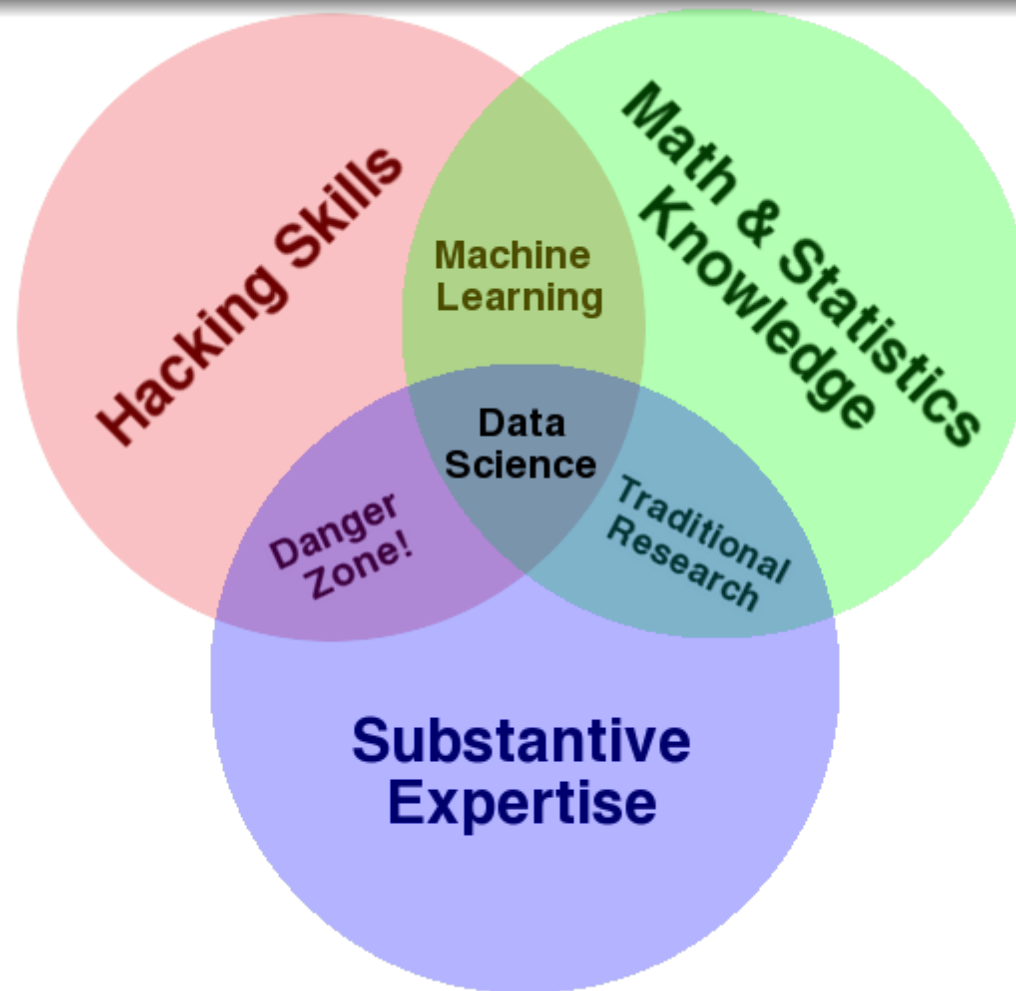 Hacking Skills
Math & Statistics
Knowledge
Machine
Learning
Data
Science
Danger
Zone!
Traditional
Research
Substantive
Expertise